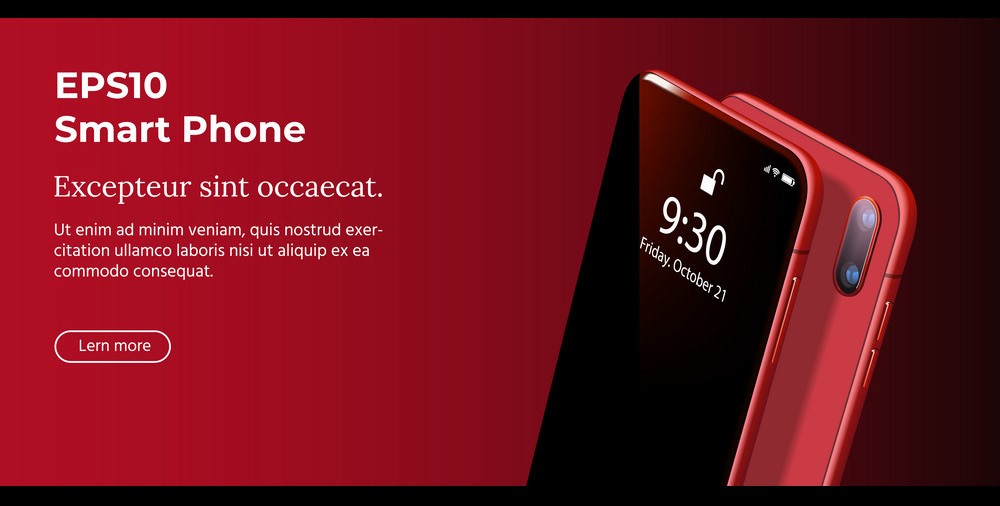 EPS10
Smart Phone
Excepteur sint occaecat.
Ut enim ad minim veniam, quis nostrud exer-
citation ullamco laboris nisi ut aliquip ex ea
commodo consequat.
Lern more
9:30
Friday. October 21